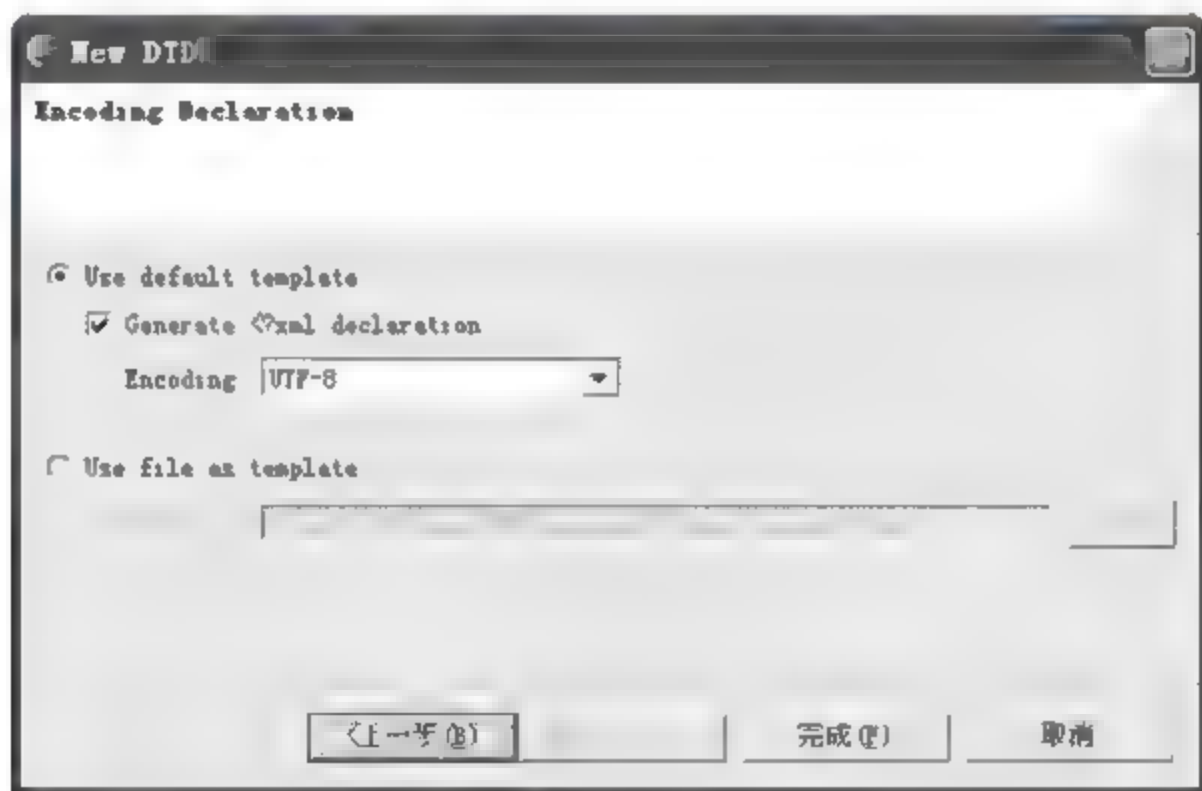 New DTD
Encoding Declaration
Use default template
Generate <?xml declaration
Encoding UTF-8
Use file as template
<上一步(B) 完成(F) 取消